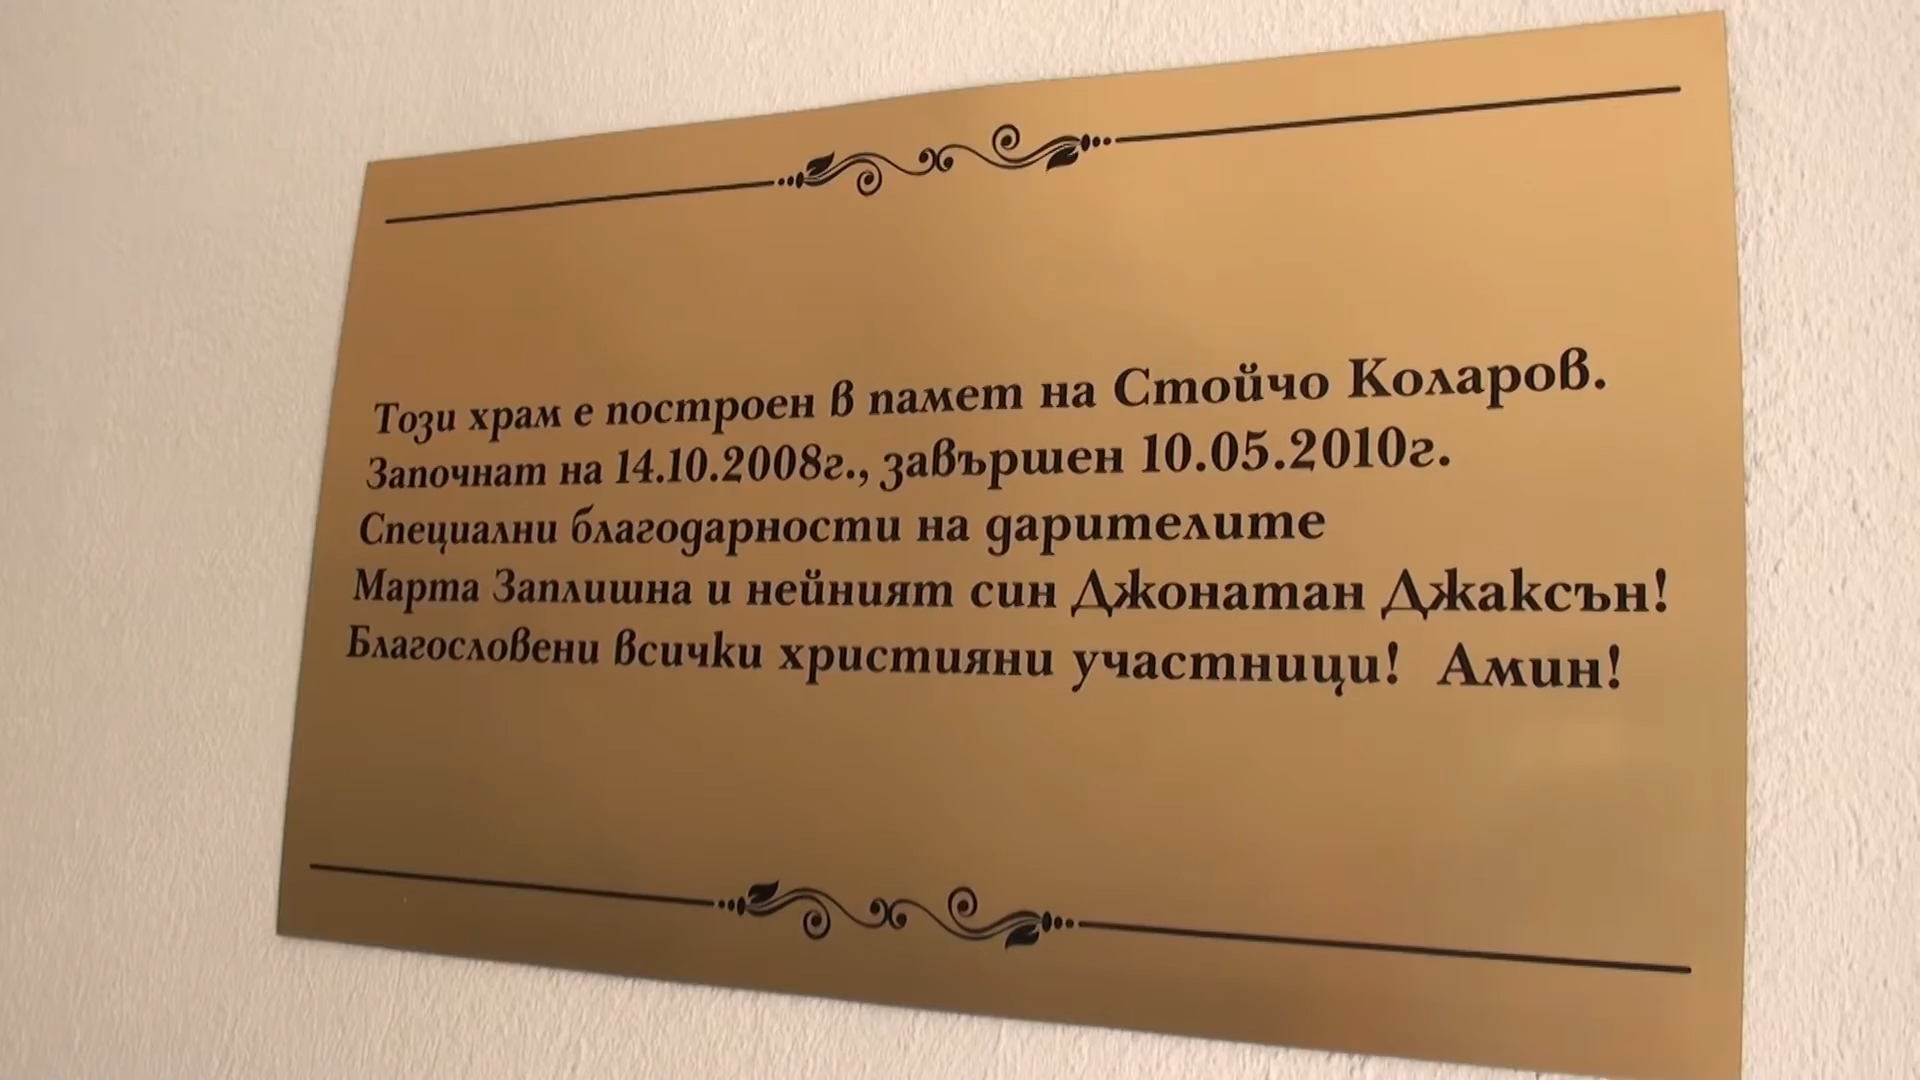 Този храм е построен в памет на Стойчо Коларов.
Започнат на 14.10.2008г., завършен 10.05.2010г.
Специални благодарности на дарителите
Марта Заплишна и нейният син Джонатан Джаксън!
Благословени всички християни участници! Амин!